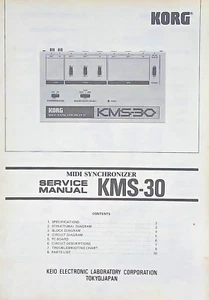 KORG
KORG
KMS-30
MIDI SYNCHRONIZER
SERVICE MANUAL KMS-30
CONTENTS
1. SPECIFICATIONS
2. STRUCTURAL DIAGRAM
3. BLOCK DIAGRAM
4. CIRCUIT DIAGRAM
5. PC BOARD
6. CIRCUIT DESCRIPTIONS
7. TROUBLESHOOTING CHART
8. PARTS LIST
KEIO ELECTRONIC LABORATORY CORPORATION
TOKYO/JAPAN